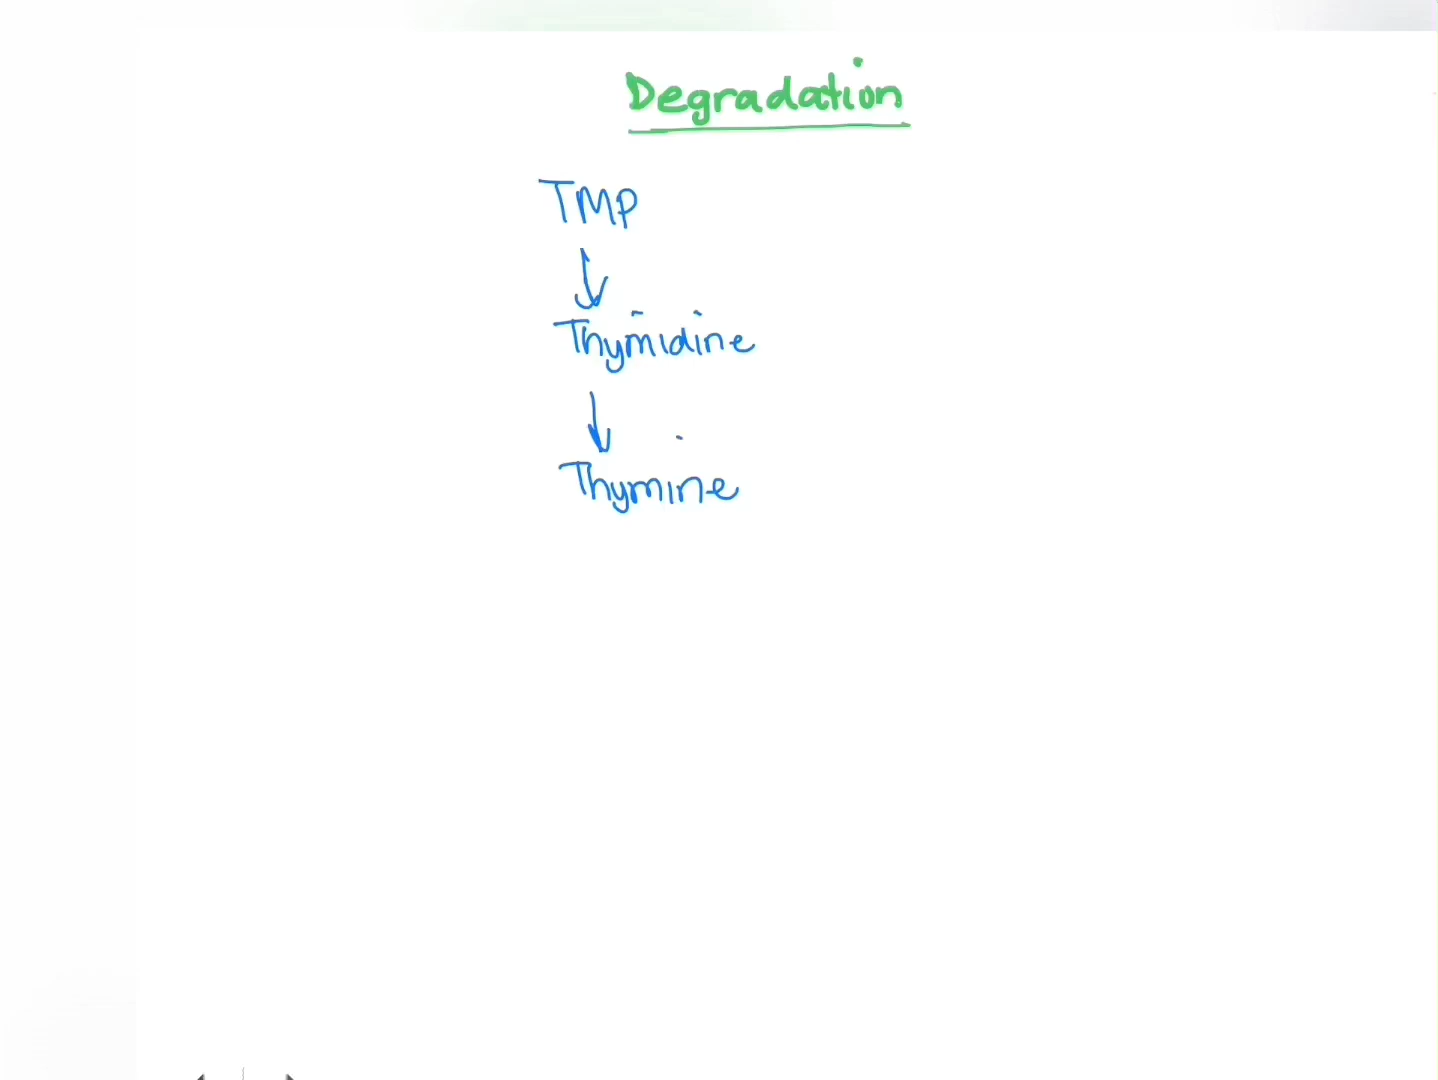 Degradation
TMP
↓
Thymidine
↓
Thymine